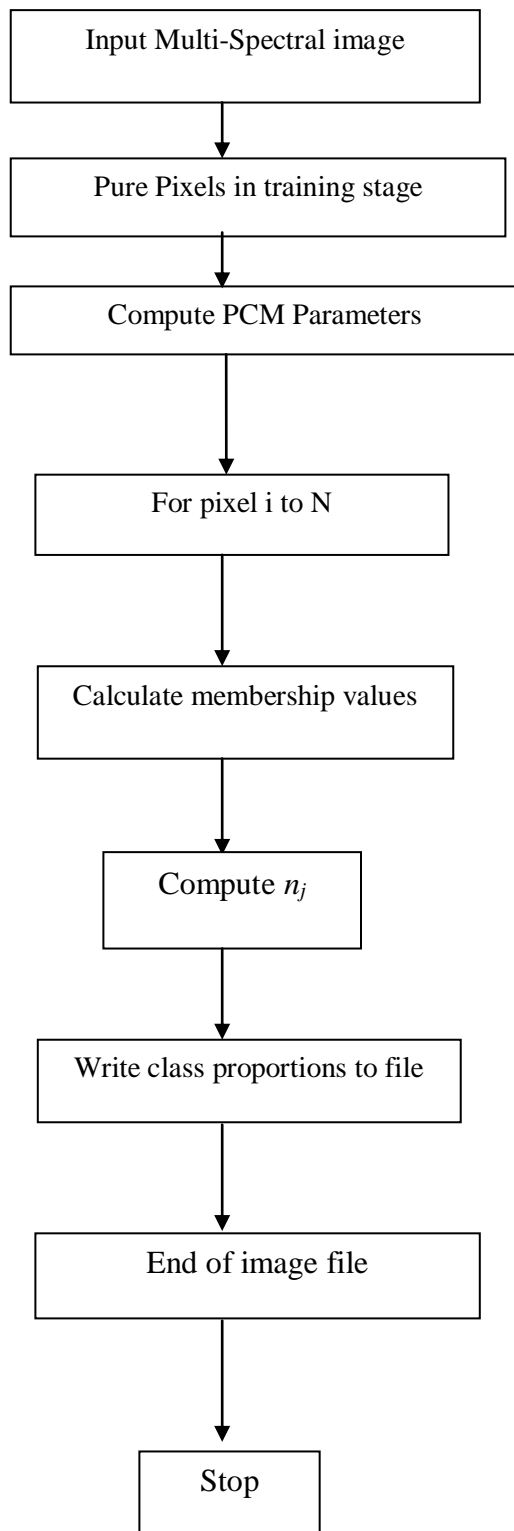 Input Multi-Spectral image
Pure Pixels in training stage
Compute PCM Parameters
For pixel i to N
Calculate membership values
Compute nj
Write class proportions to file
End of image file
Stop